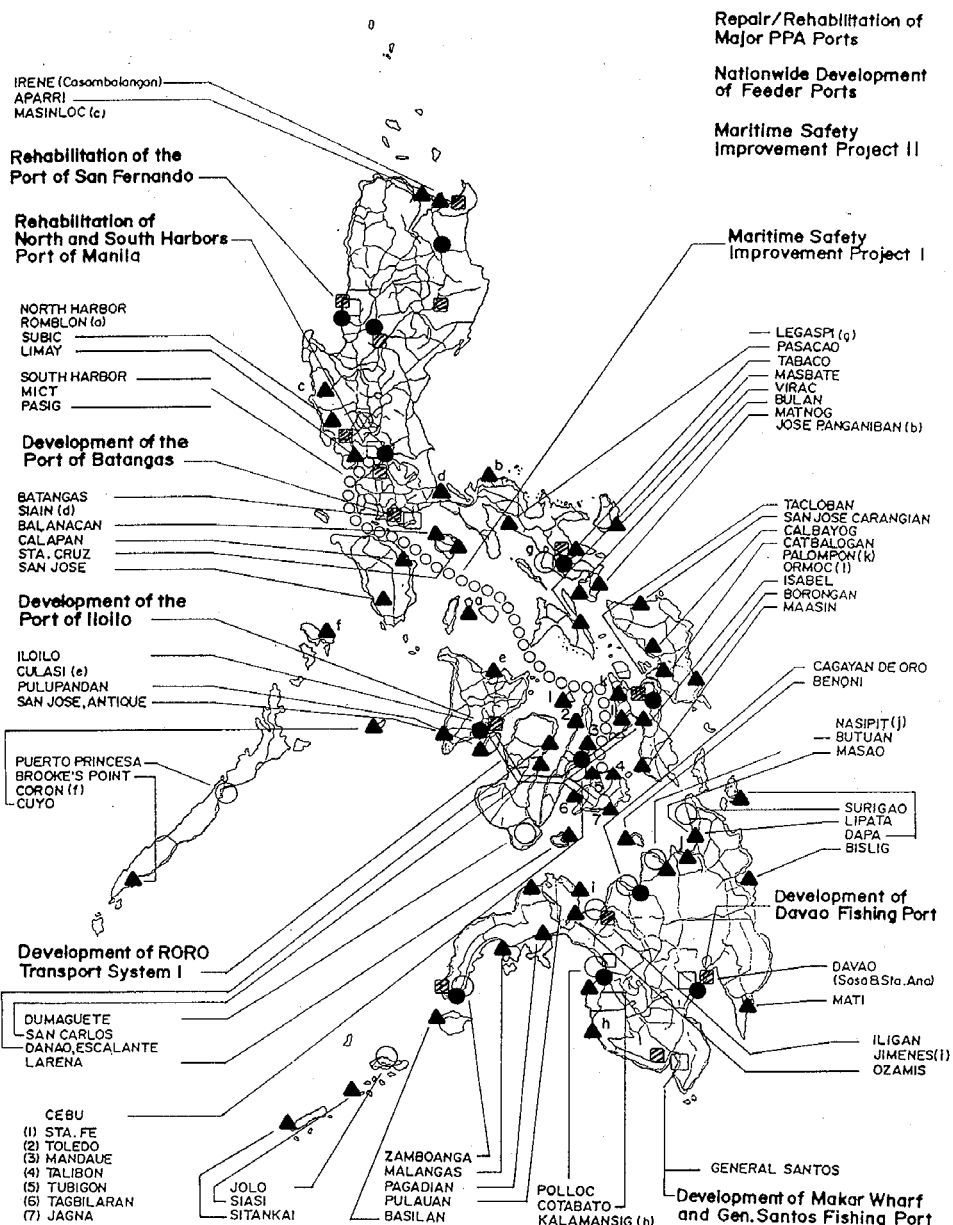 Repair/Rehabilitation of
Major PPA Ports
Nationwide Development
of Feeder Ports
Maritime Safety
Improvement Project II
IRENE (Casambalangan)
APARRI
MASINLOC (c)
Rehabilitation of the
Port of San Fernando
Rehabilitation of
North and South Harbors
Port of Manila
Maritime Safety
Improvement Project I
NORTH HARBOR
ROMBLON (a)
SUBIC
LIMAY
SOUTH HARBOR
MICT
PASIG
Development of the
Port of Batangas
BATANGAS
SIAIN (d)
BALANACAN
CALAPAN
STA. CRUZ
SAN JOSE
Development of the
Port of Iloilo
ILOILO
CULASI (e)
PULUPANDAN
SAN JOSE, ANTIQUE
PUERTO PRINCESA
BROOKE'S POINT
CORON (f)
CUYO
LEGASPI (g)
PASACAO
TABACO
MASBATE
VIRAC
BULAN
MATNOG
JOSE PANGANIBAN (b)
TACLOBAN
SAN JOSE CARANGIAN
CALBAYOG
CATBALOGAN
PALOMPON (k)
ORMOC (l)
ISABEL
BORONGAN
MAASIN
CAGAYAN DE ORO
BENONI
NASIPIT (j)
BUTUAN
MASAO
SURIGAO
LIPATA
DAPA
BISLIG
Development of
Davao Fishing Port
DAVAO
(Sasa & Sta. Ana)
MATI
ILIGAN
JIMENES (i)
OZAMIS
GENERAL SANTOS
Development of Makar Wharf
and Gen. Santos Fishing Port
Development of RORO
Transport System I
DUMAGUETE
SAN CARLOS
DANAO, ESCALANTE
LARENA
CEBU
(1) STA. FE
(2) TOLEDO
(3) MANDAUE
(4) TALIBON
(5) TUBIGON
(6) TAGBILARAN
(7) JAGNA
JOLO
SIASI
SITANKAI
ZAMBOANGA
MALANGAS
PAGADIAN
PULAUAN
BASILAN
POLLOC
COTABATO
KALAMANSIG (h)
c
b
d
g
f
e
k
1
2
3
4
5
6
7
i
j
h